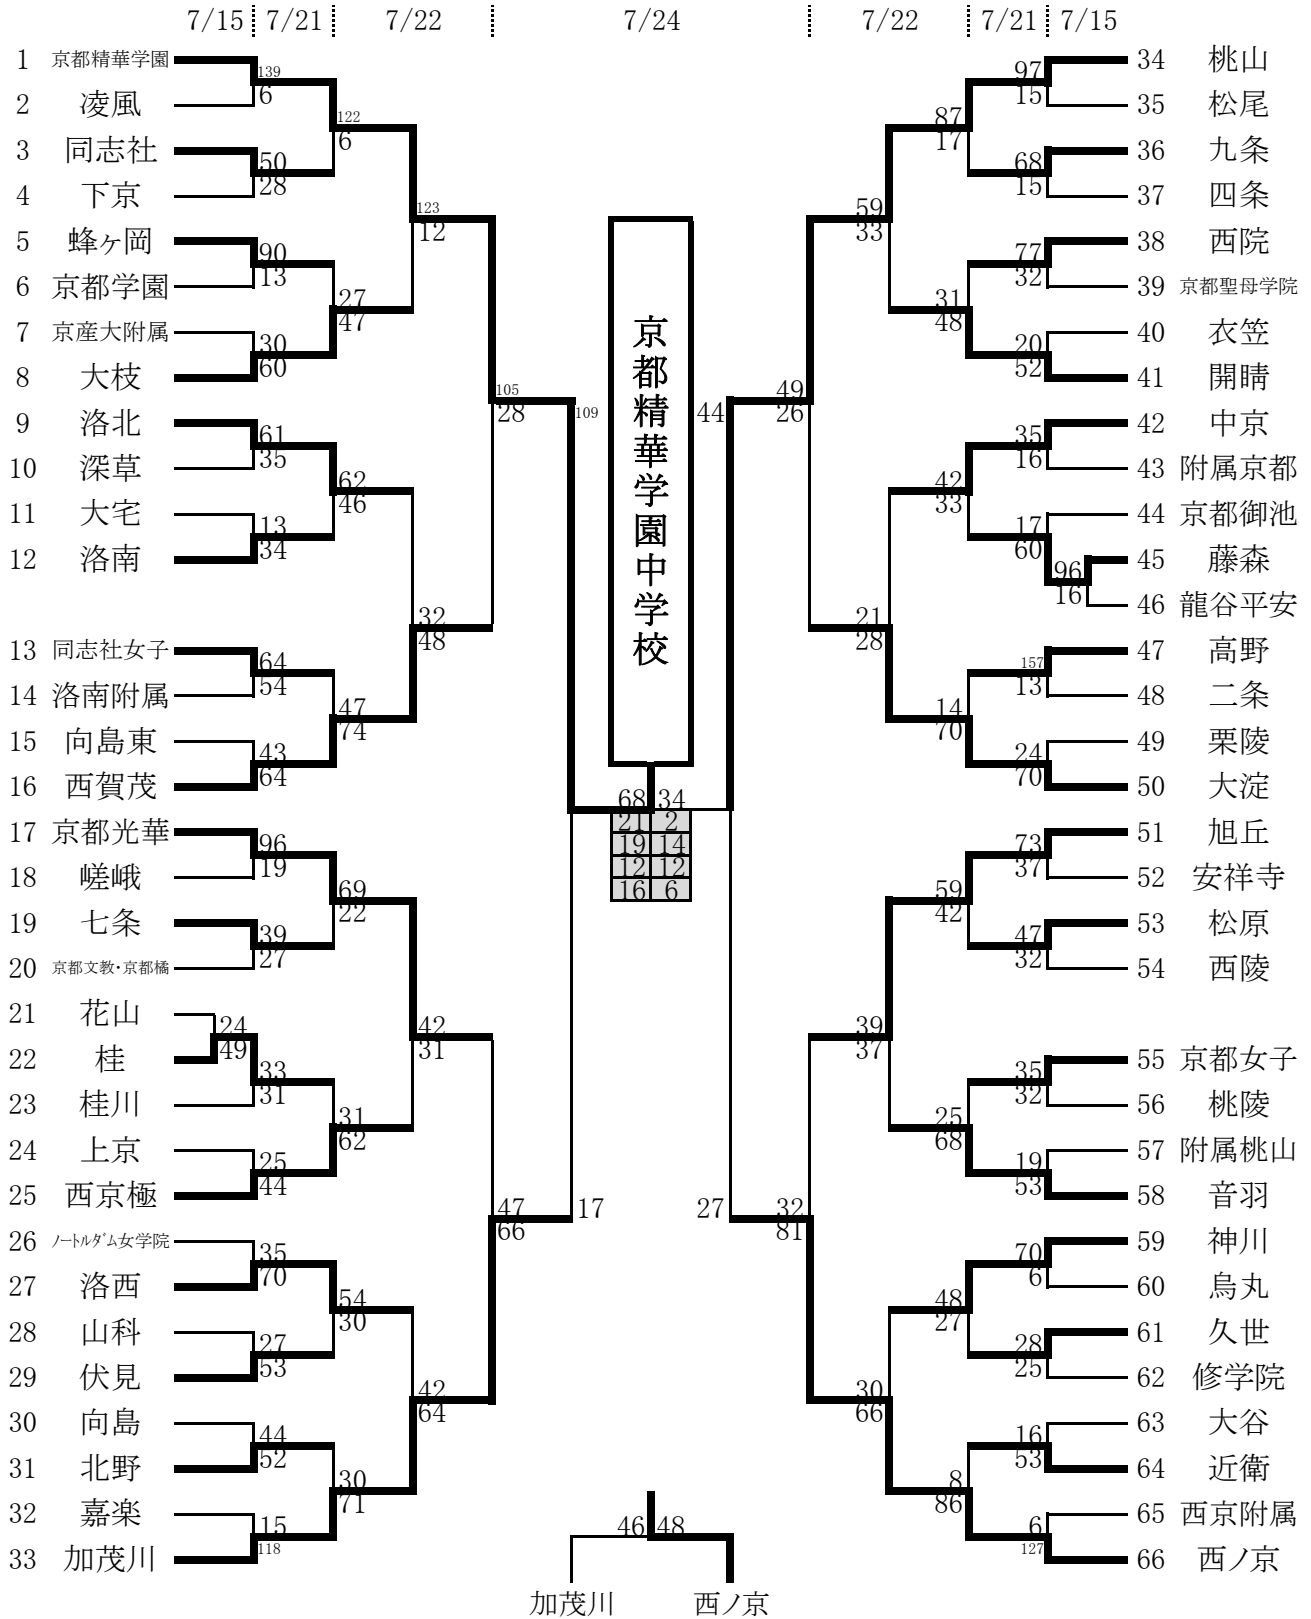 7/15 7/21 7/22 7/24 7/22 7/21 7/15
1 京都精華学園
2 凌風
3 同志社
4 下京
5 蜂ヶ岡
6 京都学園
7 京産大附属
8 大枝
9 洛北
10 深草
11 大宅
12 洛南
13 同志社女子
14 洛南附属
15 向島東
16 西賀茂
17 京都光華
18 嵯峨
19 七条
20 京都文教・京都橘
21 花山
22 桂
23 桂川
24 上京
25 西京極
26 ノートルダム女学院
27 洛西
28 山科
29 伏見
30 向島
31 北野
32 嘉楽
33 加茂川
139
6
50
28
90
13
30
60
61
35
13
34
64
54
43
64
96
19
39
27
24
49
33
31
25
44
35
70
27
53
44
52
15
118
122
6
27
47
62
46
47
74
69
22
31
62
54
30
30
71
123
12
32
48
42
31
42
64
105
28
47
66
109
17
京都精華学園中学校
68 34
21 2
19 14
12 12
16 6
46 48
加茂川 西ノ京
44
27
49
26
32
81
59
33
21
28
39
37
30
66
87
17
31
48
42
33
14
70
59
42
25
68
48
27
8
86
97
15
68
15
77
32
20
52
35
16
17
60
96
16
157
13
24
70
73
37
47
32
35
32
19
53
70
6
28
25
16
53
6
127
34 桃山
35 松尾
36 九条
37 四条
38 西院
39 京都聖母学院
40 衣笠
41 開晴
42 中京
43 附属京都
44 京都御池
45 藤森
46 龍谷平安
47 高野
48 二条
49 栗陵
50 大淀
51 旭丘
52 安祥寺
53 松原
54 西陵
55 京都女子
56 桃陵
57 附属桃山
58 音羽
59 神川
60 烏丸
61 久世
62 修学院
63 大谷
64 近衛
65 西京附属
66 西ノ京